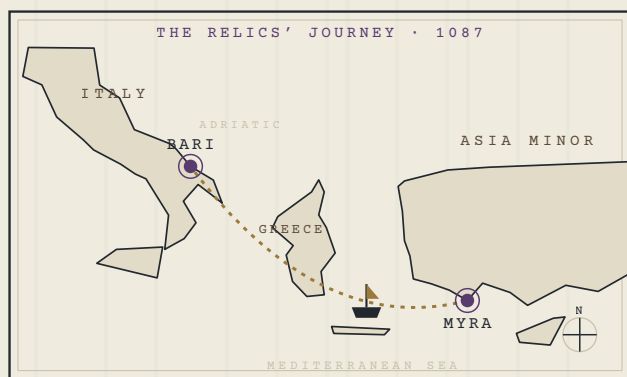 THE RELICS’ JOURNEY · 1087
ITALY
ADRIATIC
BARI
ASIA MINOR
GREECE
N
MYRA
MEDITERRANEAN SEA